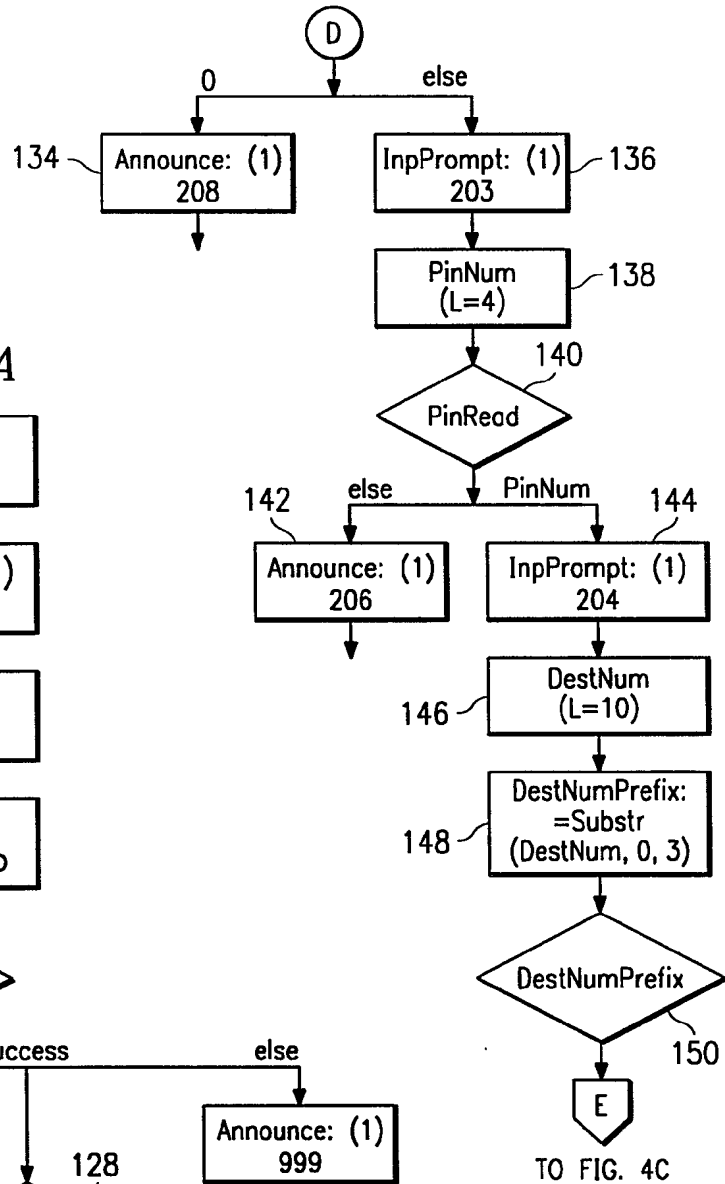 D
0
else
134
Announce: (1)
208
InpPrompt: (1)
203
136
PinNum
(L=4)
138
A
140
PinRead
else
PinNum
142
144
)
Announce: (1)
206
InpPrompt: (1)
204
146
DestNum
(L=10)
148
DestNumPrefix:
=Substr
(DestNum, 0, 3)
DestNumPrefix
150
uccess
else
E
Announce: (1)
999
128
TO FIG. 4C